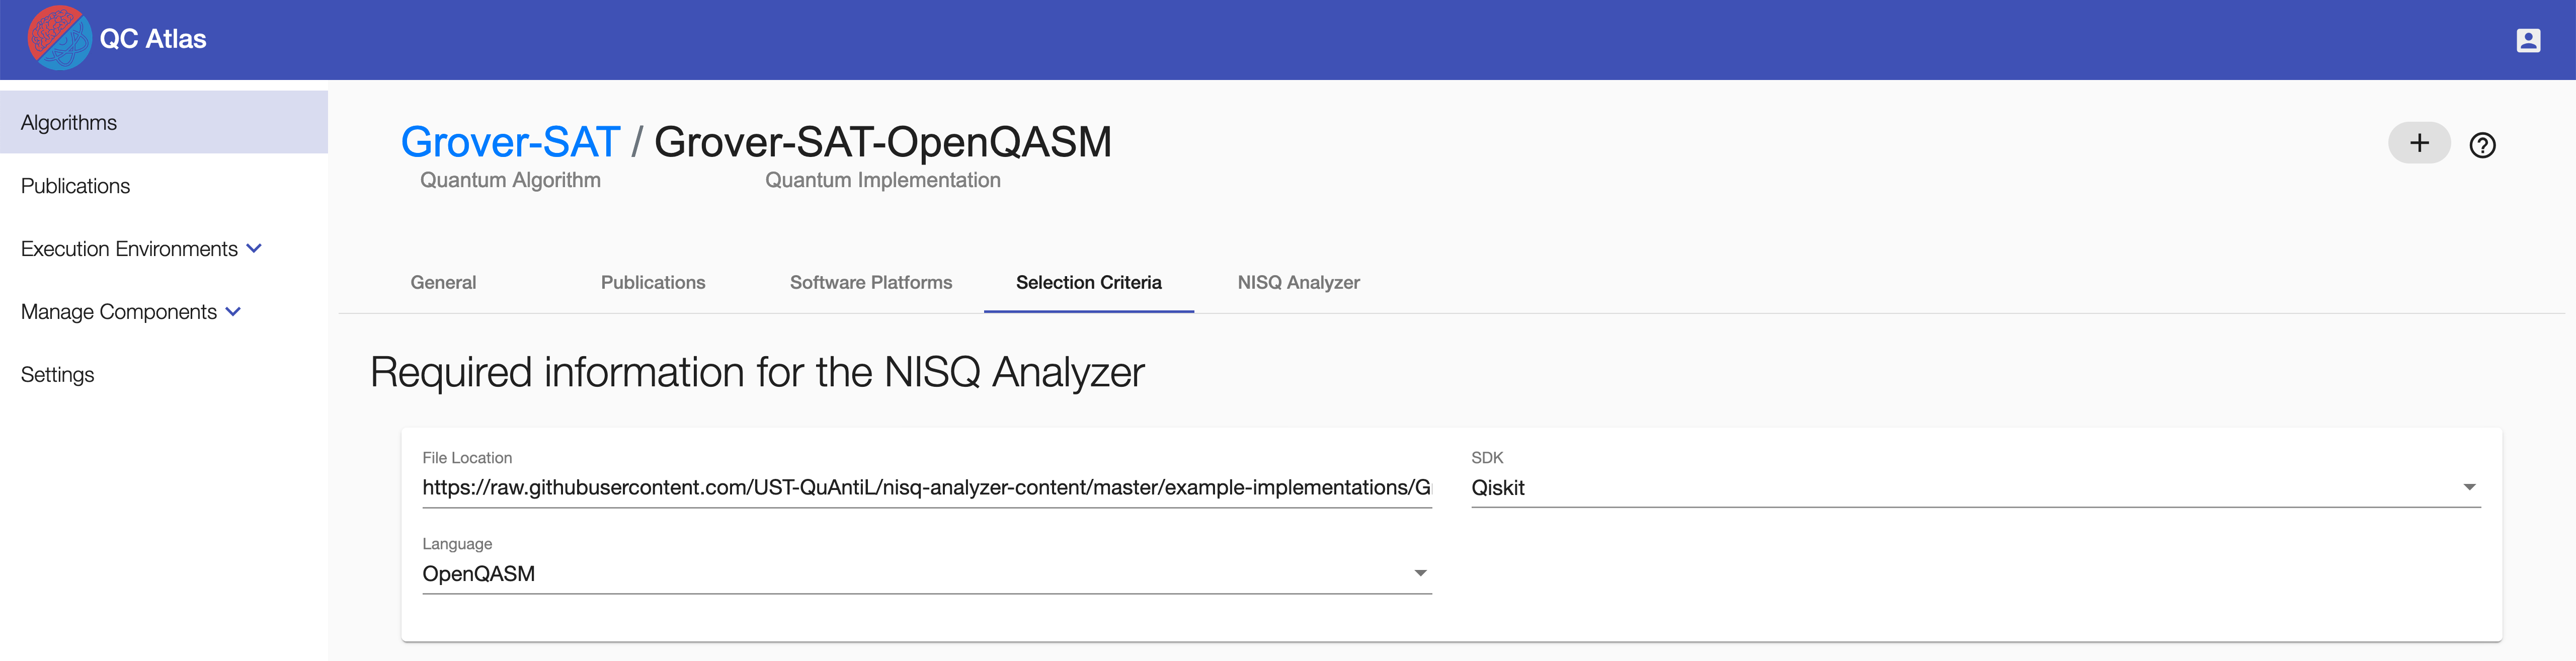 QC Atlas
Algorithms
Publications
Execution Environments
Manage Components
Settings
Grover-SAT / Grover-SAT-OpenQASM
Quantum Algorithm Quantum Implementation
General Publications Software Platforms Selection Criteria NISQ Analyzer
Required information for the NISQ Analyzer
File Location
https://raw.githubusercontent.com/UST-QuAntiL/nisq-analyzer-content/master/example-implementations/G
SDK
Qiskit
Language
OpenQASM